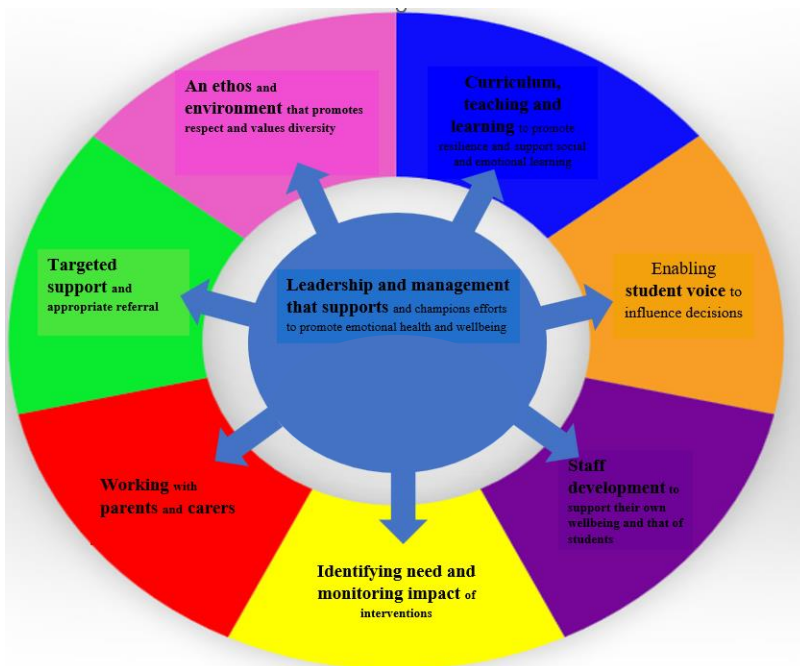 An ethos and
environment that promotes
respect and values diversity
Curriculum,
teaching and
learning to promote
resilience and support social
and emotional learning
Enabling
student voice to
influence decisions
Staff
development to
support their own
wellbeing and that of
students
Identifying need and
monitoring impact of
interventions
Working with
parents and carers
Targeted
support and
appropriate referral
Leadership and management
that supports and champions efforts
to promote emotional health and wellbeing